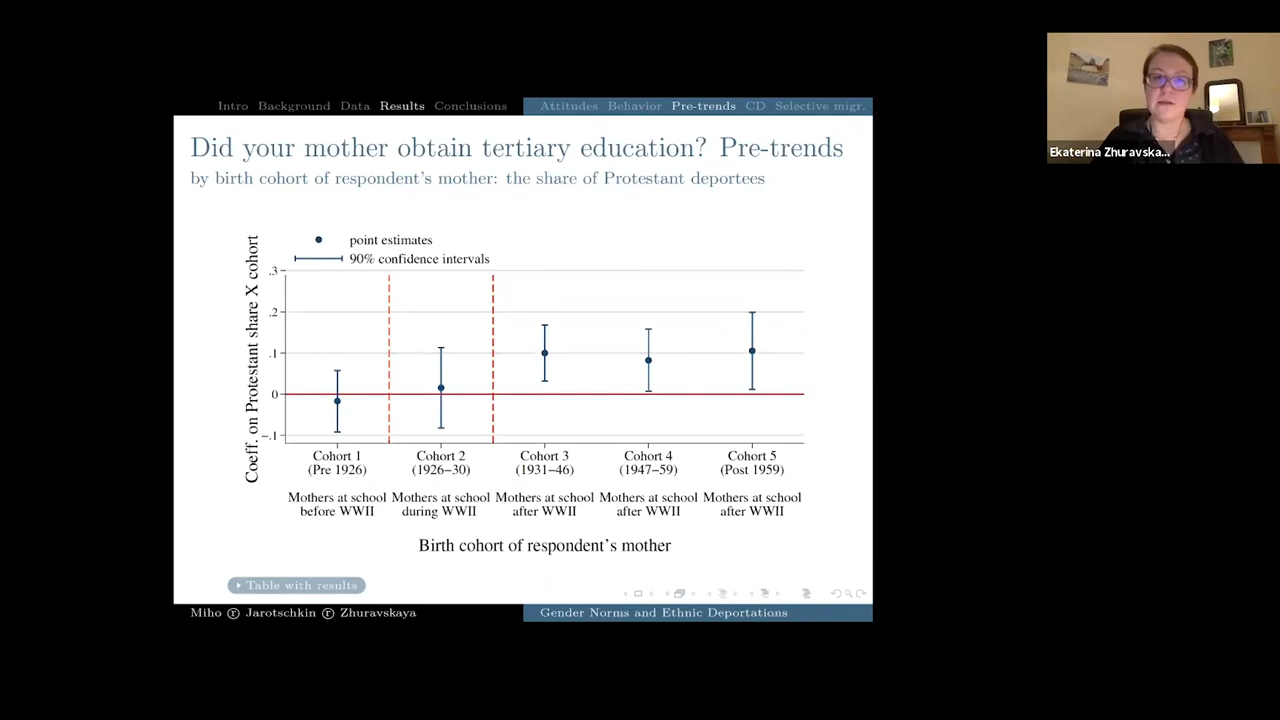 Intro Background Data Results Conclusions
Attitudes Behavior Pre-trends CD Selective migr.
Did your mother obtain tertiary education? Pre-trends
by birth cohort of respondent's mother: the share of Protestant deportees
Coeff. on Protestant share X cohort
point estimates
90% confidence intervals
.3
.2
.1
0
-.1
Cohort 1 Cohort 2 Cohort 3 Cohort 4 Cohort 5
(Pre 1926) (1926–30) (1931–46) (1947–59) (Post 1959)
Mothers at school Mothers at school Mothers at school Mothers at school Mothers at school
before WWII during WWII after WWII after WWII after WWII
Birth cohort of respondent's mother
Table with results
Miho ⓡ Jarotschkin ⓡ Zhuravskaya
Gender Norms and Ethnic Deportations
Ekaterina Zhuravska...